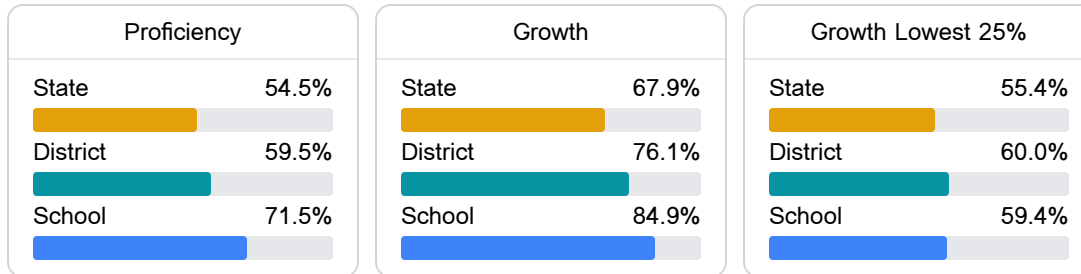 Proficiency
State 54.5%
District 59.5%
School 71.5%
Growth
State 67.9%
District 76.1%
School 84.9%
Growth Lowest 25%
State 55.4%
District 60.0%
School 59.4%